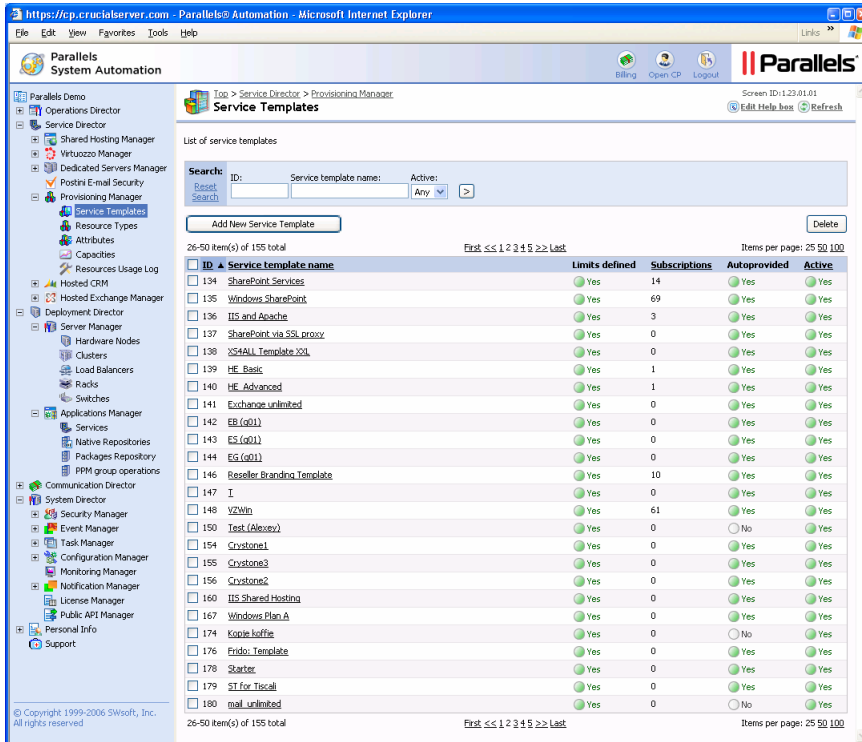 https://cp.crucialserver.com - Parallels® Automation - Microsoft Internet Explorer
File Edit View Favorites Tools Help Links »
Parallels
System Automation
Billing Open CP Logout
Parallels
Parallels Demo
Operations Director
Service Director
Shared Hosting Manager
Virtuozzo Manager
Dedicated Servers Manager
Postini E-mail Security
Provisioning Manager
Service Templates
Resource Types
Attributes
Capacities
Resources Usage Log
Hosted CRM
Hosted Exchange Manager
Deployment Director
Server Manager
Hardware Nodes
Clusters
Load Balancers
Racks
Switches
Applications Manager
Services
Native Repositories
Packages Repository
PPM group operations
Communication Director
System Director
Security Manager
Event Manager
Task Manager
Configuration Manager
Monitoring Manager
Notification Manager
License Manager
Public API Manager
Personal Info
Support
© Copyright 1999-2006 SWsoft, Inc.
All rights reserved
Top > Service Director > Provisioning Manager
Service Templates
Screen ID:1.23.01.01
Edit Help box Refresh
List of service templates
Search: ID: Service template name: Active:
Reset Search Any >
Add New Service Template Delete
26-50 item(s) of 155 total First << 1 2 3 4 5 >> Last Items per page: 25 50 100
ID ▲ Service template name Limits defined Subscriptions Autoprovided Active
134 SharePoint Services Yes 14 Yes Yes
135 Windows SharePoint Yes 69 Yes Yes
136 IIS and Apache Yes 3 Yes Yes
137 SharePoint via SSL proxy Yes 0 Yes Yes
138 XS4ALL Template XXL Yes 0 Yes Yes
139 HE Basic Yes 1 Yes Yes
140 HE Advanced Yes 1 Yes Yes
141 Exchange unlimited Yes 0 Yes Yes
142 EB (q01) Yes 0 Yes Yes
143 ES (q01) Yes 0 Yes Yes
144 EG (q01) Yes 0 Yes Yes
146 Reseller Branding Template Yes 10 Yes Yes
147 T Yes 0 Yes Yes
148 VZWin Yes 61 Yes Yes
150 Test (Alexey) Yes 0 No Yes
154 Crystone1 Yes 0 Yes Yes
155 Crystone3 Yes 0 Yes Yes
156 Crystone2 Yes 0 Yes Yes
160 IIS Shared Hosting Yes 0 Yes Yes
167 Windows Plan A Yes 0 Yes Yes
174 Kopie koffie Yes 0 No Yes
176 Frido: Template Yes 0 Yes Yes
178 Starter Yes 0 Yes Yes
179 ST for Tiscali Yes 0 Yes Yes
180 mail unlimited Yes 0 No Yes
26-50 item(s) of 155 total First << 1 2 3 4 5 >> Last Items per page: 25 50 100